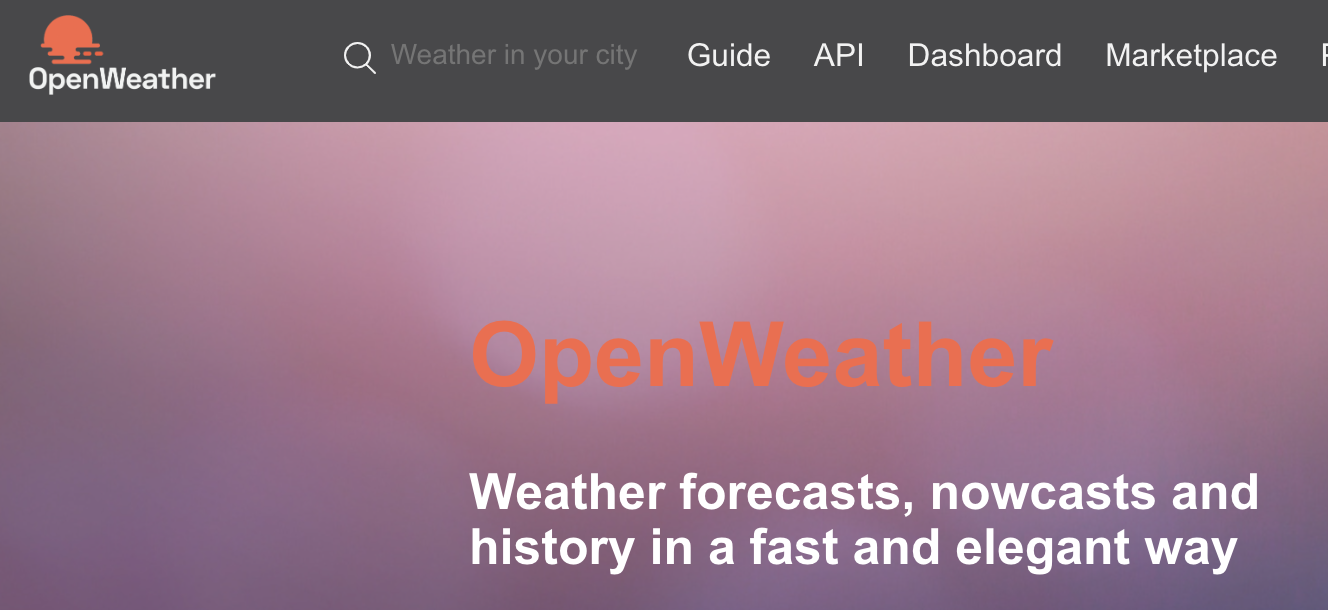 OpenWeather
Weather in your city
Guide
API
Dashboard
Marketplace
OpenWeather
Weather forecasts, nowcasts and
history in a fast and elegant way